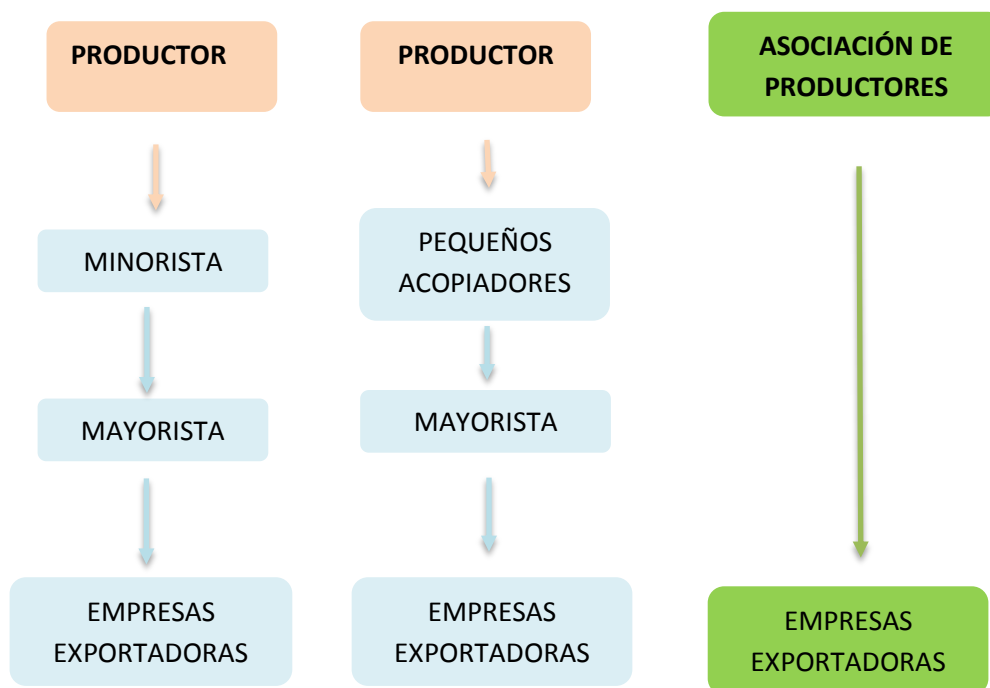 PRODUCTOR
MINORISTA
MAYORISTA
EMPRESAS
EXPORTADORAS
PRODUCTOR
PEQUEÑOS
ACOPIADORES
MAYORISTA
EMPRESAS
EXPORTADORAS
ASOCIACIÓN DE
PRODUCTORES
EMPRESAS
EXPORTADORAS